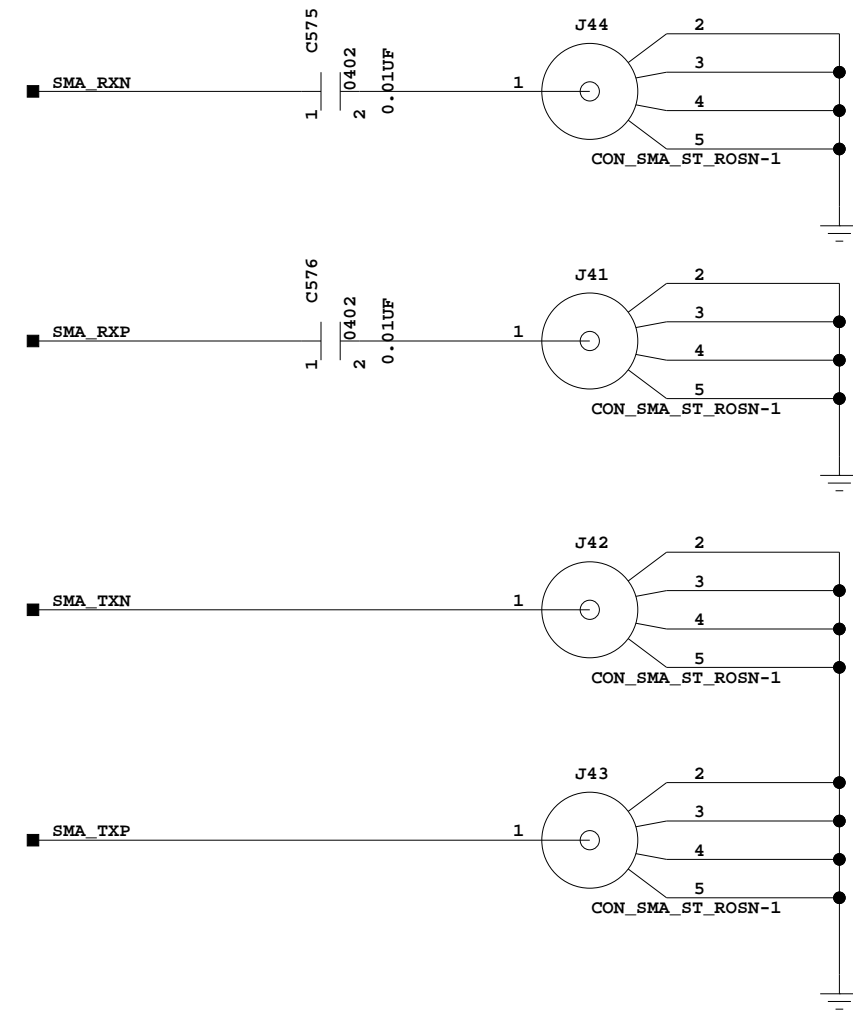 C575
J44
2
SMA_RXN
1
2
0402
0.01UF
1
3
4
5
CON_SMA_ST_ROSN-1
C576
J41
2
SMA_RXP
1
2
0402
0.01UF
1
3
4
5
CON_SMA_ST_ROSN-1
J42
2
SMA_TXN
1
3
4
5
CON_SMA_ST_ROSN-1
J43
2
SMA_TXP
1
3
4
5
CON_SMA_ST_ROSN-1